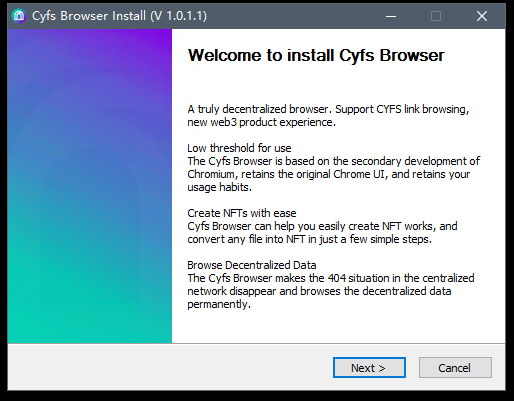 Cyfs Browser Install (V 1.0.1.1)
Welcome to install Cyfs Browser
A truly decentralized browser. Support CYFS link browsing,
new web3 product experience.
Low threshold for use
The Cyfs Browser is based on the secondary development of
Chromium, retains the original Chrome UI, and retains your
usage habits.
Create NFTs with ease
Cyfs Browser can help you easily create NFT works, and
convert any file into NFT in just a few simple steps.
Browse Decentralized Data
The Cyfs Browser makes the 404 situation in the centralized
network disappear and browses the decentralized data
permanently.
Next >
Cancel